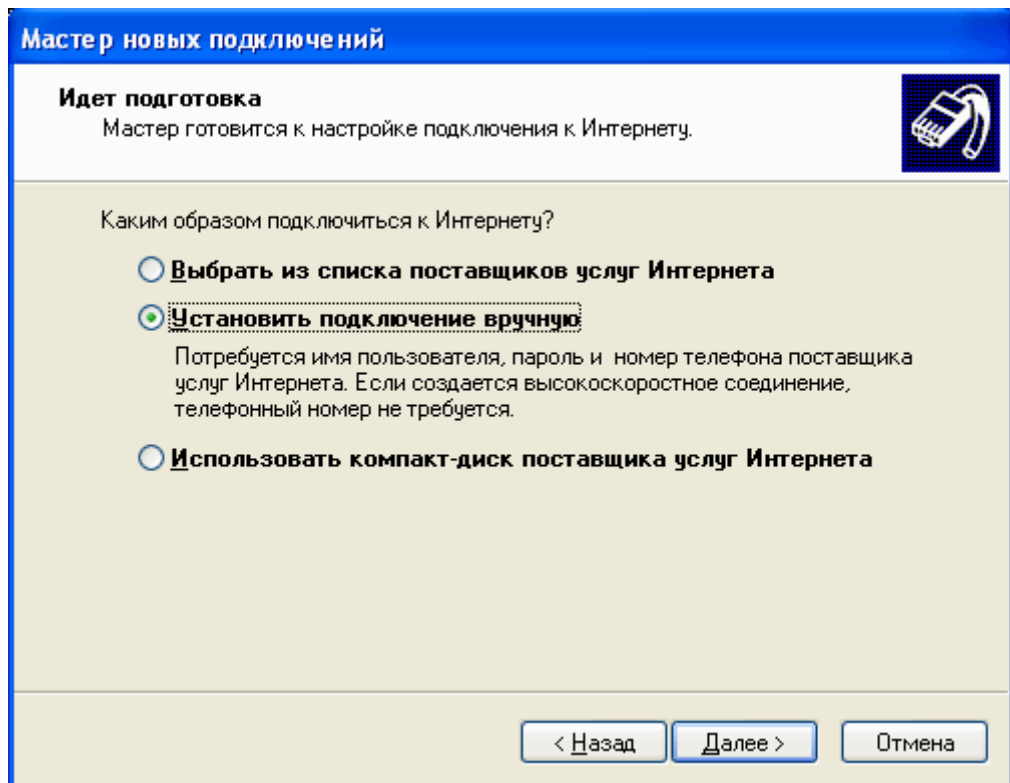 Мастер новых подключений
Идет подготовка
Мастер готовится к настройке подключения к Интернету.
Каким образом подключиться к Интернету?
Выбрать из списка поставщиков услуг Интернета
Установить подключение вручную
Потребуется имя пользователя, пароль и номер телефона поставщика
услуг Интернета. Если создается высокоскоростное соединение,
телефонный номер не требуется.
Использовать компакт-диск поставщика услуг Интернета
< Назад Далее > Отмена